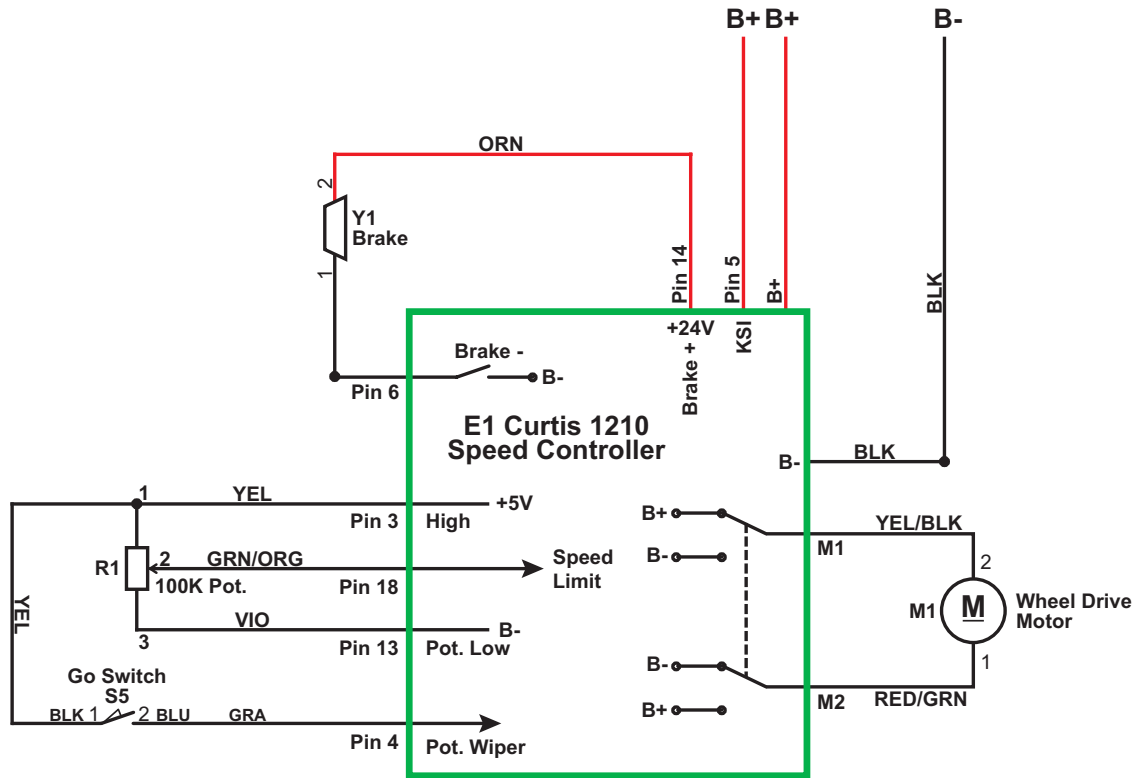 B+ B+
B-
ORN
2
Y1
Brake
1
Pin 14
Pin 5
B+
BLK
+24V
Brake +
KSI
Brake -
B-
Pin 6
E1 Curtis 1210
Speed Controller
B-
BLK
1
YEL
+5V
Pin 3
High
B+
YEL/BLK
M1
R1
2
GRN/ORG
100K Pot.
Pin 18
Speed
Limit
B-
2
M1
M
Wheel Drive
Motor
YEL
VIO
B-
3
Pin 13
Pot. Low
B-
1
Go Switch
S5
M2
RED/GRN
BLK 1
2 BLU
GRA
B+
Pin 4
Pot. Wiper